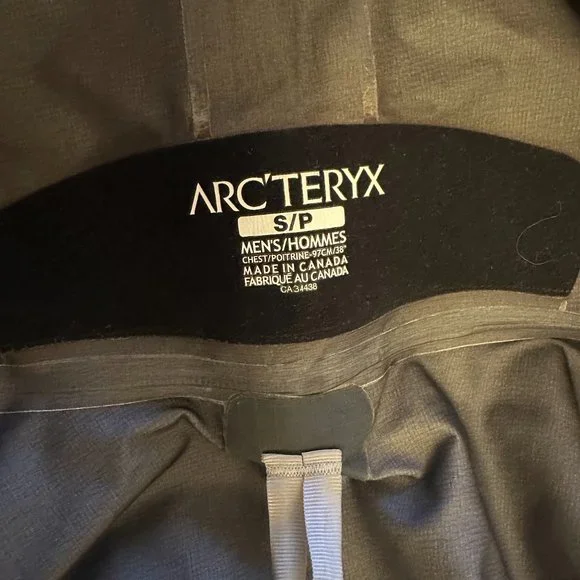 ARC'TERYX
S/P
MEN'S/HOMMES
CHEST/POITRINE-97CM/38"
MADE IN CANADA
FABRIQUÉ AU CANADA
CA 34438